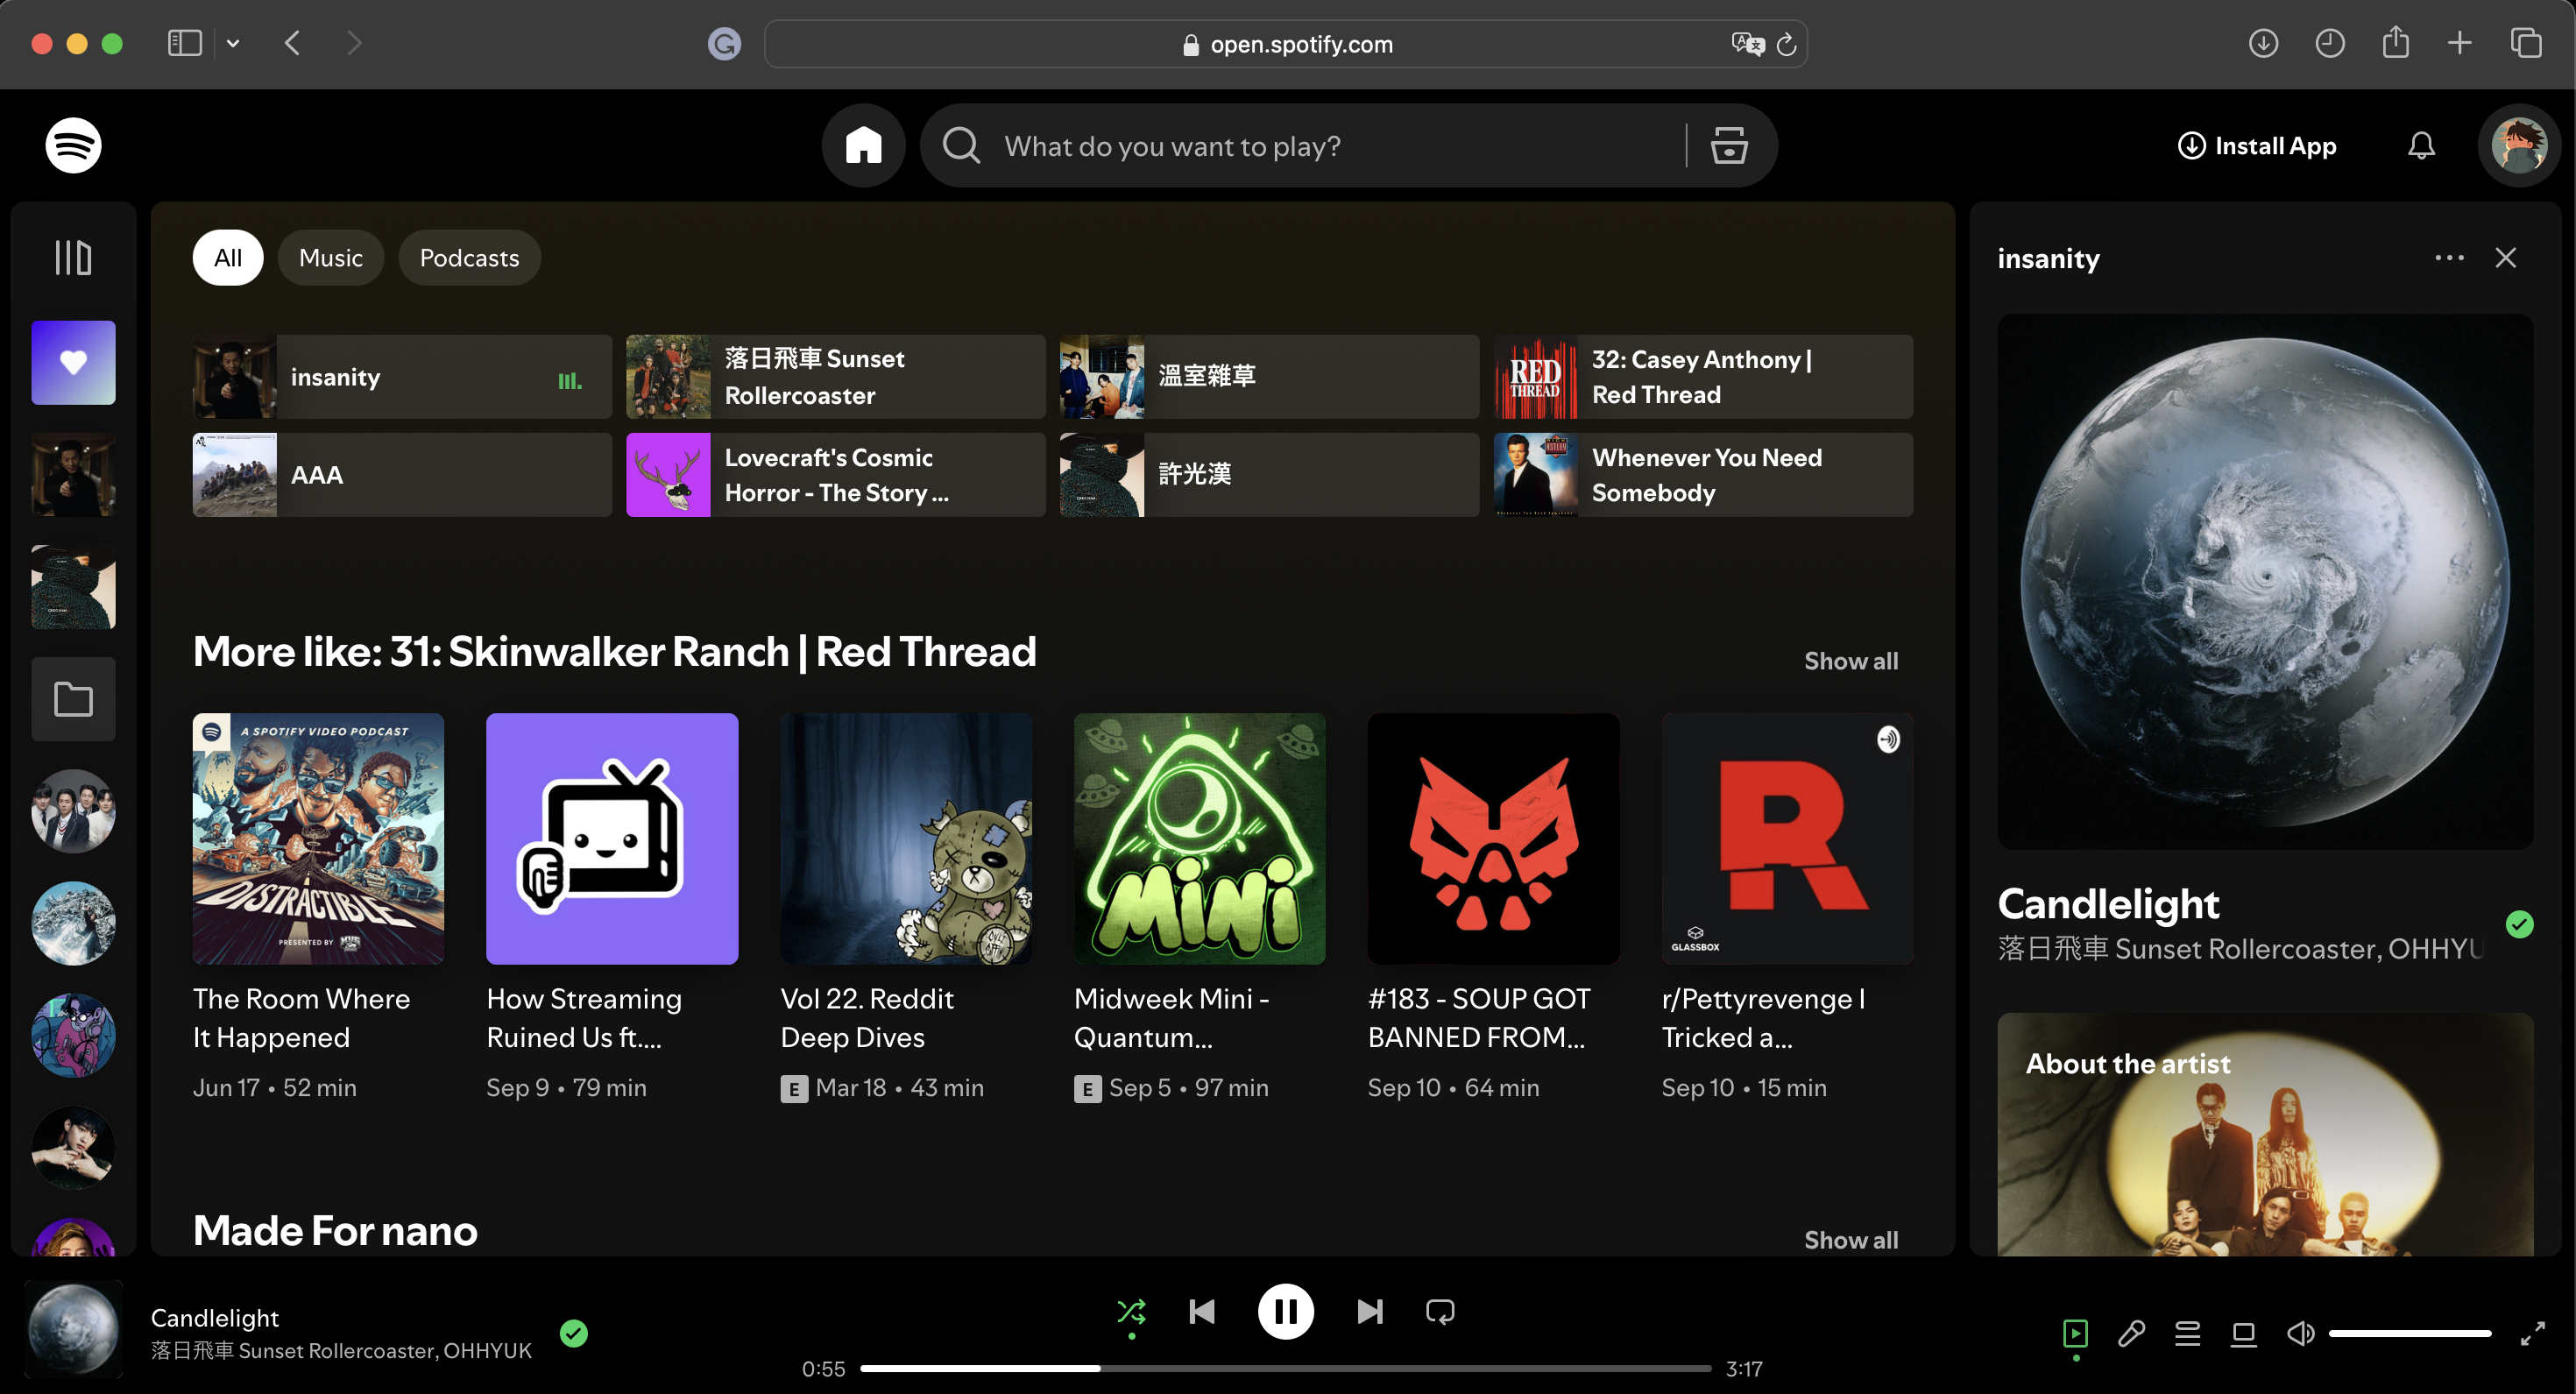 open.spotify.com
What do you want to play?
Install App
All
Music
Podcasts
insanity
落日飛車 Sunset
Rollercoaster
溫室雜草
RED
THREAD
32: Casey Anthony |
Red Thread
AAA
Lovecraft's Cosmic
Horror - The Story ...
許光漢
Whenever You Need
Somebody
More like: 31: Skinwalker Ranch | Red Thread
Show all
A SPOTIFY VIDEO PODCAST
DISTRACTIBLE
PRESENTED BY
MINI
R
GLASSBOX
The Room Where
It Happened
Jun 17 • 52 min
How Streaming
Ruined Us ft....
Sep 9 • 79 min
Vol 22. Reddit
Deep Dives
E Mar 18 • 43 min
Midweek Mini -
Quantum...
E Sep 5 • 97 min
#183 - SOUP GOT
BANNED FROM...
Sep 10 • 64 min
r/Pettyrevenge I
Tricked a...
Sep 10 • 15 min
Made For nano
Show all
insanity
Candlelight
落日飛車 Sunset Rollercoaster, OHHYU
About the artist
Candlelight
落日飛車 Sunset Rollercoaster, OHHYUK
0:55
3:17